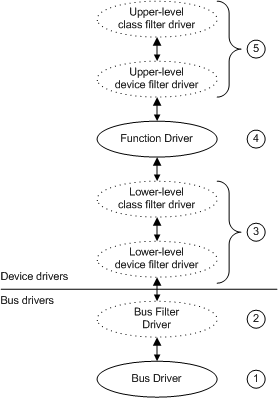 Upper-level
class filter driver
5
Upper-level
device filter driver
Function Driver
4
Lower-level
class filter driver
3
Lower-level
device filter driver
Device drivers
Bus drivers
Bus Filter
Driver
2
Bus Driver
1